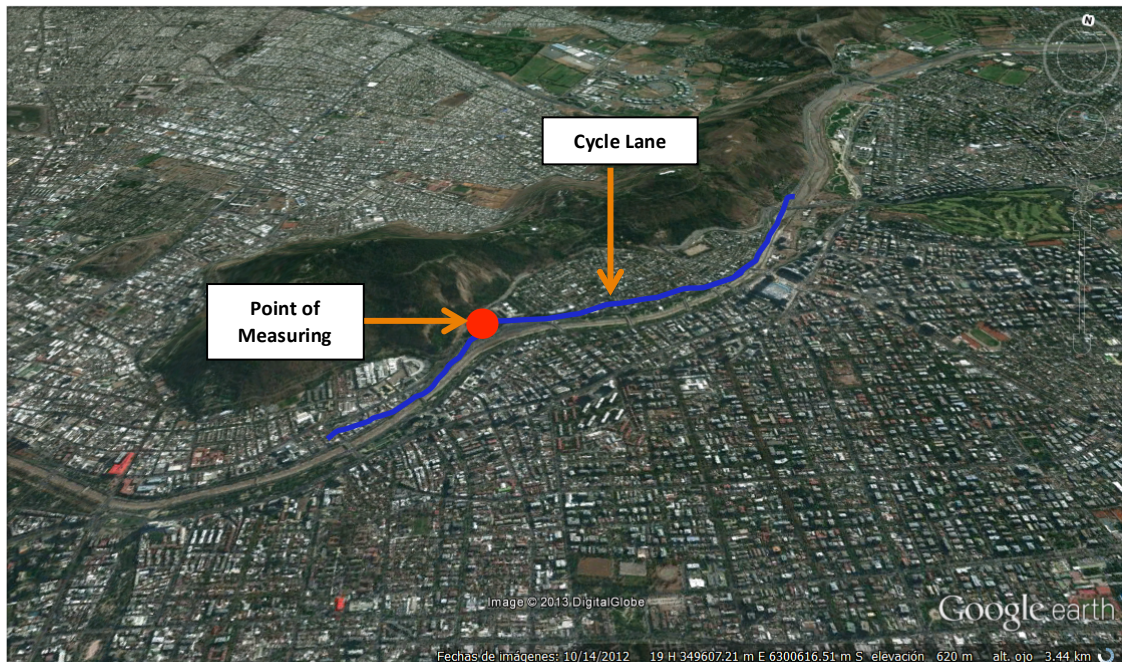 N
Cycle Lane
Point of
Measuring
Image © 2013 DigitalGlobe
Google earth
Fechas de imágenes: 10/14/2012 19 H 349607.21 m E 6300616.51 m S elevación 620 m alt. ojo 3.44 km